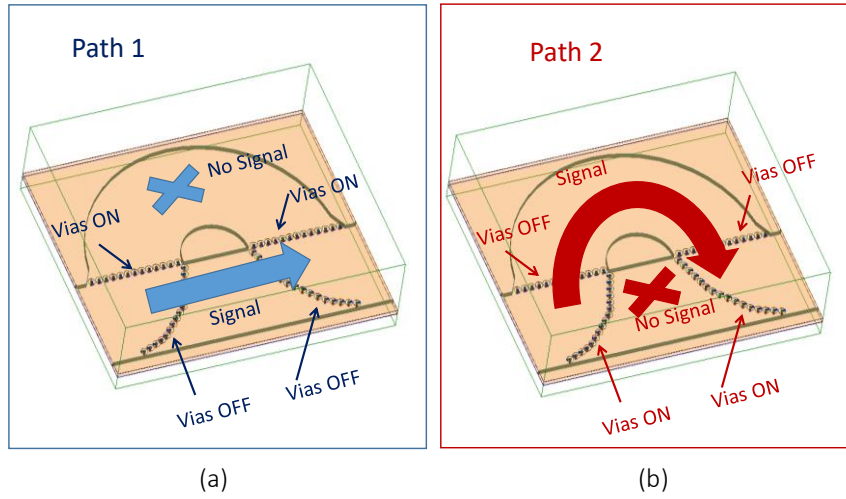 Path 1
No Signal
Vias ON
Vias ON
Signal
Vias OFF
Vias OFF
(a)
Path 2
Signal
Vias OFF
Vias OFF
No Signal
Vias ON
Vias ON
(b)